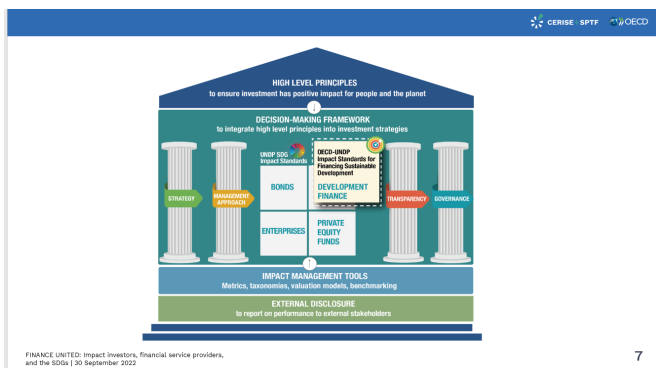 CERISE+SPTF
OECD
HIGH LEVEL PRINCIPLES
to ensure investment has positive impact for people and the planet
DECISION-MAKING FRAMEWORK
to integrate high level principles into investment strategies
STRATEGY
MANAGEMENT
APPROACH
UNDP SDG
Impact Standards
BONDS
OECD-UNDP
Impact Standards for
Financing Sustainable
Development
DEVELOPMENT
FINANCE
ENTERPRISES
PRIVATE
EQUITY
FUNDS
TRANSPARENCY
GOVERNANCE
IMPACT MANAGEMENT TOOLS
Metrics, taxonomies, valuation models, benchmarking
EXTERNAL DISCLOSURE
to report on performance to external stakeholders
FINANCE UNITED: Impact investors, financial service providers,
and the SDGs | 30 September 2022
7